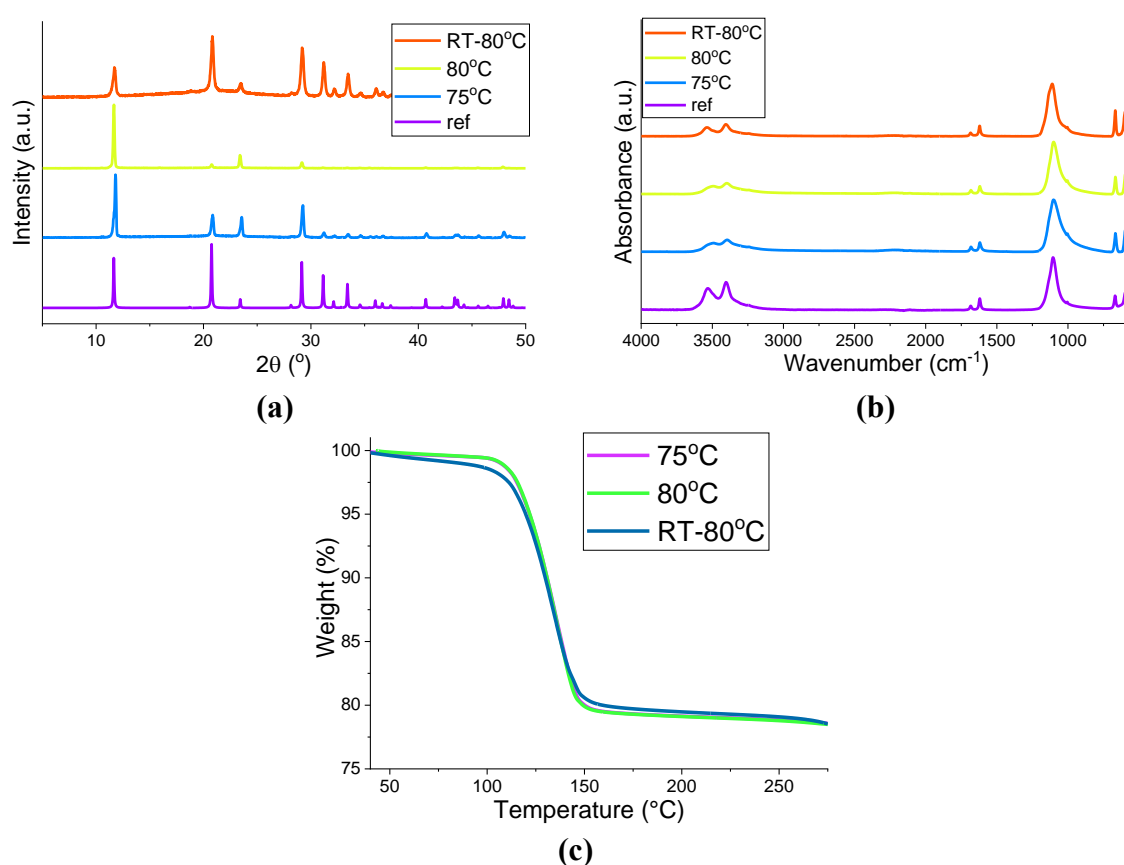 RT-80°C
80°C
75°C
ref
Intensity (a.u.)
10 20 30 40 50
2θ (°)
(a)
RT-80°C
80°C
75°C
ref
Absorbance (a.u.)
4000 3500 3000 2500 2000 1500 1000
Wavenumber (cm⁻¹)
(b)
75°C
80°C
RT-80°C
Weight (%)
100
95
90
85
80
75
50 100 150 200 250
Temperature (°C)
(c)